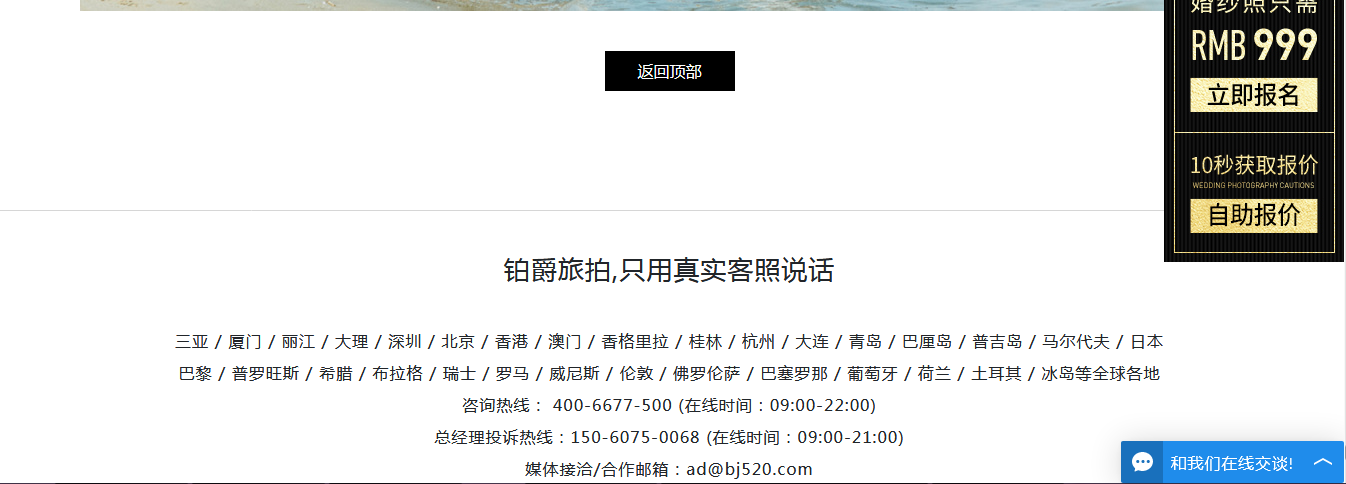 婚纱照只需
RMB 999
立即报名
返回顶部
10秒获取报价
WEDDING PHOTOGRAPHY CAUTIONS
自助报价
铂爵旅拍,只用真实客照说话
三亚 / 厦门 / 丽江 / 大理 / 深圳 / 北京 / 香港 / 澳门 / 香格里拉 / 桂林 / 杭州 / 大连 / 青岛 / 巴厘岛 / 普吉岛 / 马尔代夫 / 日本
巴黎 / 普罗旺斯 / 希腊 / 布拉格 / 瑞士 / 罗马 / 威尼斯 / 伦敦 / 佛罗伦萨 / 巴塞罗那 / 葡萄牙 / 荷兰 / 土耳其 / 冰岛等全球各地
咨询热线： 400-6677-500 (在线时间：09:00-22:00)
总经理投诉热线：150-6075-0068 (在线时间：09:00-21:00)
媒体接洽/合作邮箱：ad@bj520.com
和我们在线交谈!